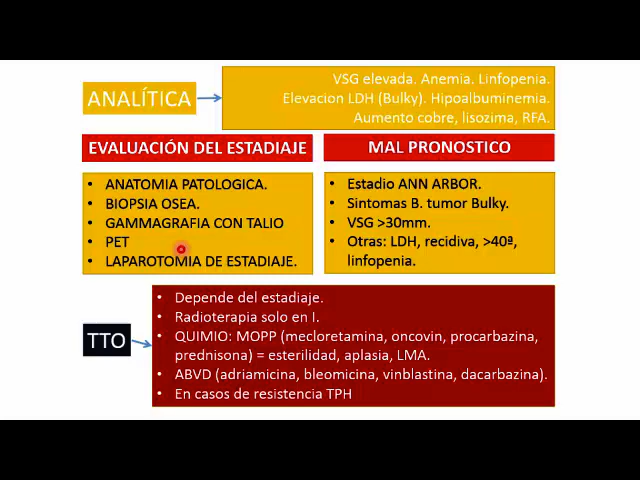 ANALÍTICA
VSG elevada. Anemia. Linfopenia.
Elevacion LDH (Bulky). Hipoalbuminemia.
Aumento cobre, lisozima, RFA.
EVALUACIÓN DEL ESTADIAJE
• ANATOMIA PATOLOGICA.
• BIOPSIA OSEA.
• GAMMAGRAFIA CON TALIO
• PET
• LAPAROTOMIA DE ESTADIAJE.
MAL PRONOSTICO
• Estadio ANN ARBOR.
• Sintomas B. tumor Bulky.
• VSG >30mm.
• Otras: LDH, recidiva, >40ª,
linfopenia.
TTO
• Depende del estadiaje.
• Radioterapia solo en I.
• QUIMIO: MOPP (mecloretamina, oncovin, procarbazina,
prednisona) = esterilidad, aplasia, LMA.
• ABVD (adriamicina, bleomicina, vinblastina, dacarbazina).
• En casos de resistencia TPH